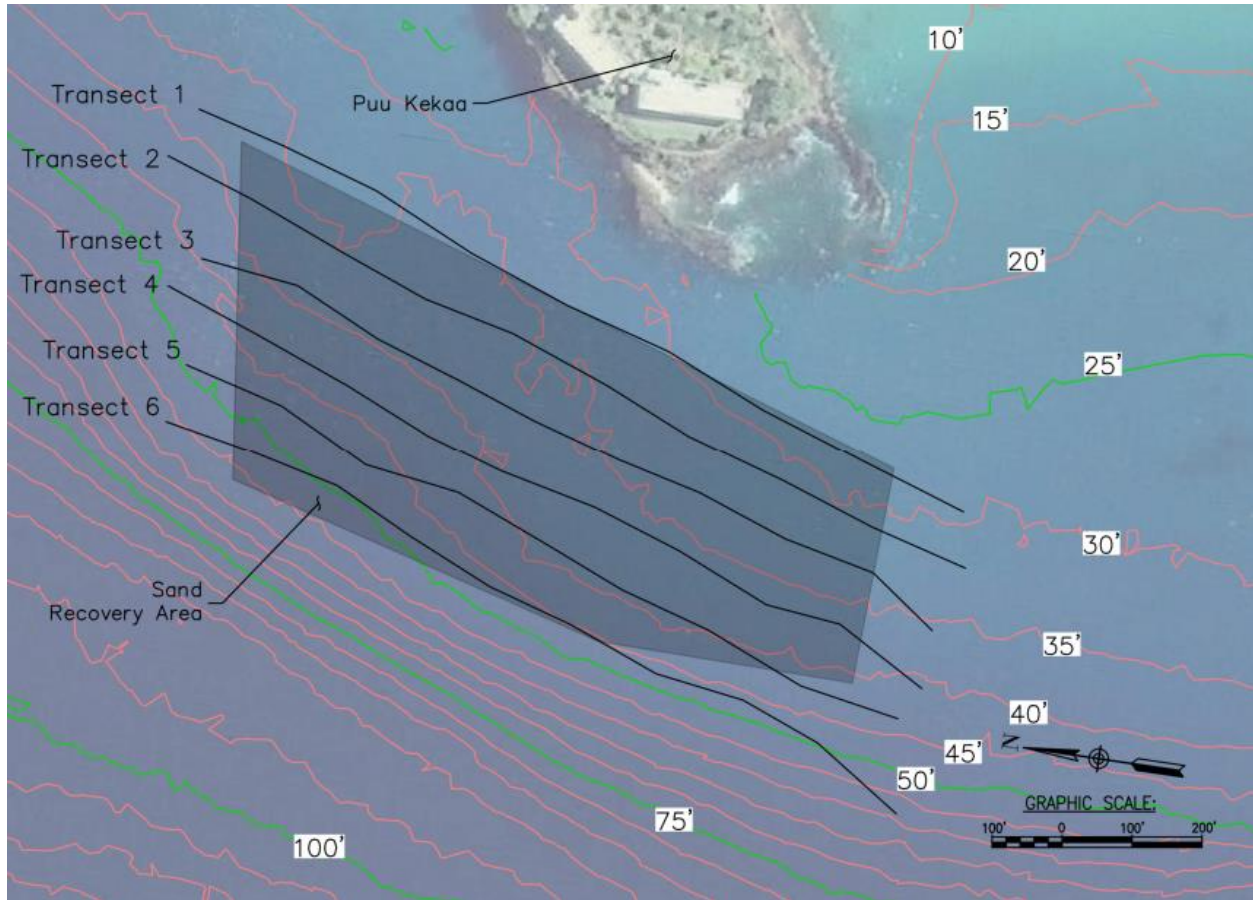 10'
Transect 1
Puu Kekaa
15'
Transect 2
Transect 3
20'
Transect 4
Transect 5
25'
Transect 6
30'
Sand
Recovery Area
35'
40'
N
45'
50'
GRAPHIC SCALE:
75'
100' 0 100' 200'
100'